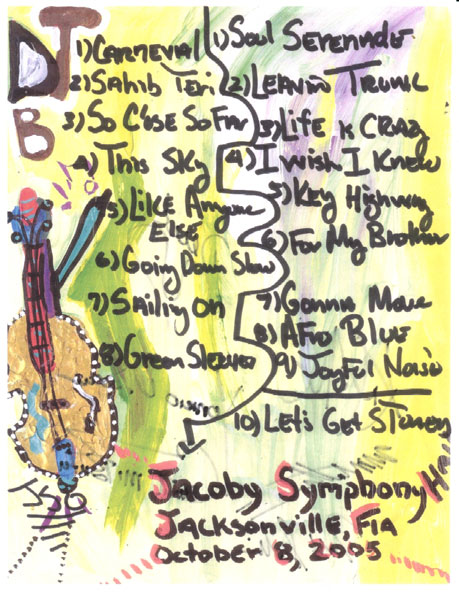 DTB
1) CARNEVIAL
2) SAhib Teri
3) SO ClOSE SO FAR
4) This Sky
5) LIKE Anyone
ELSE
6) Going Down Slow
7) Sailing On
8) Green Sleeves
1) Soul Serenade
2) LEAVIN TRUNK
3) LIFE is CRAZY
4) I wish I Knew
5) Key Highway
6) For My Brother
7) Gonna Move
8) AFRO BLUE
9) Joyful Noise
10) Let's Get STONED
Jacoby Symphony Hall
JACKSONVILLE, FlA
October 8, 2005